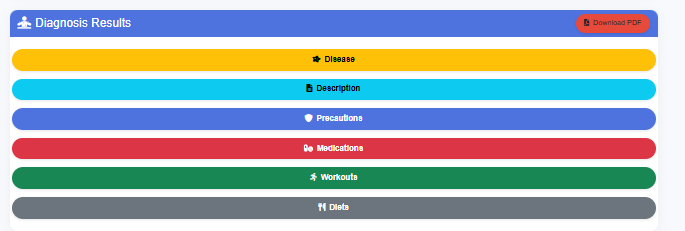 Diagnosis Results
Download PDF
Disease
Description
Precautions
Medications
Workouts
Diets